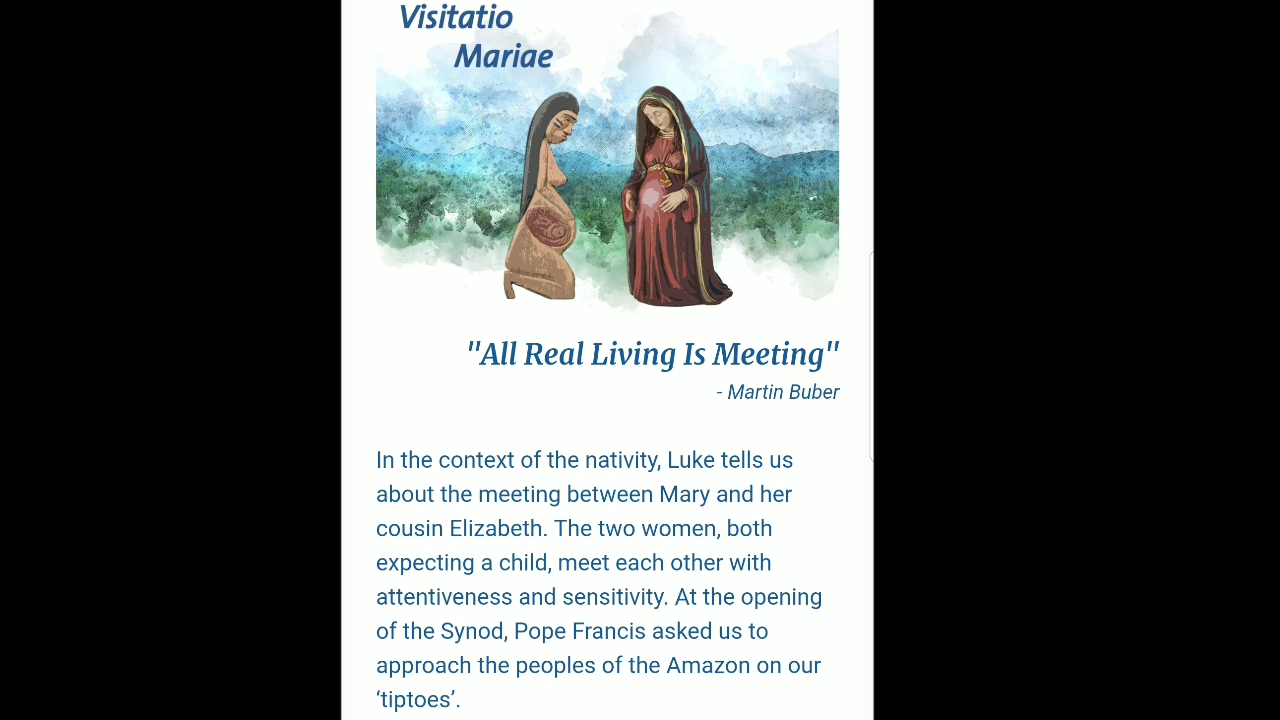 Visitatio
Mariae
"All Real Living Is Meeting"
- Martin Buber
In the context of the nativity, Luke tells us
about the meeting between Mary and her
cousin Elizabeth. The two women, both
expecting a child, meet each other with
attentiveness and sensitivity. At the opening
of the Synod, Pope Francis asked us to
approach the peoples of the Amazon on our
‘tiptoes’.